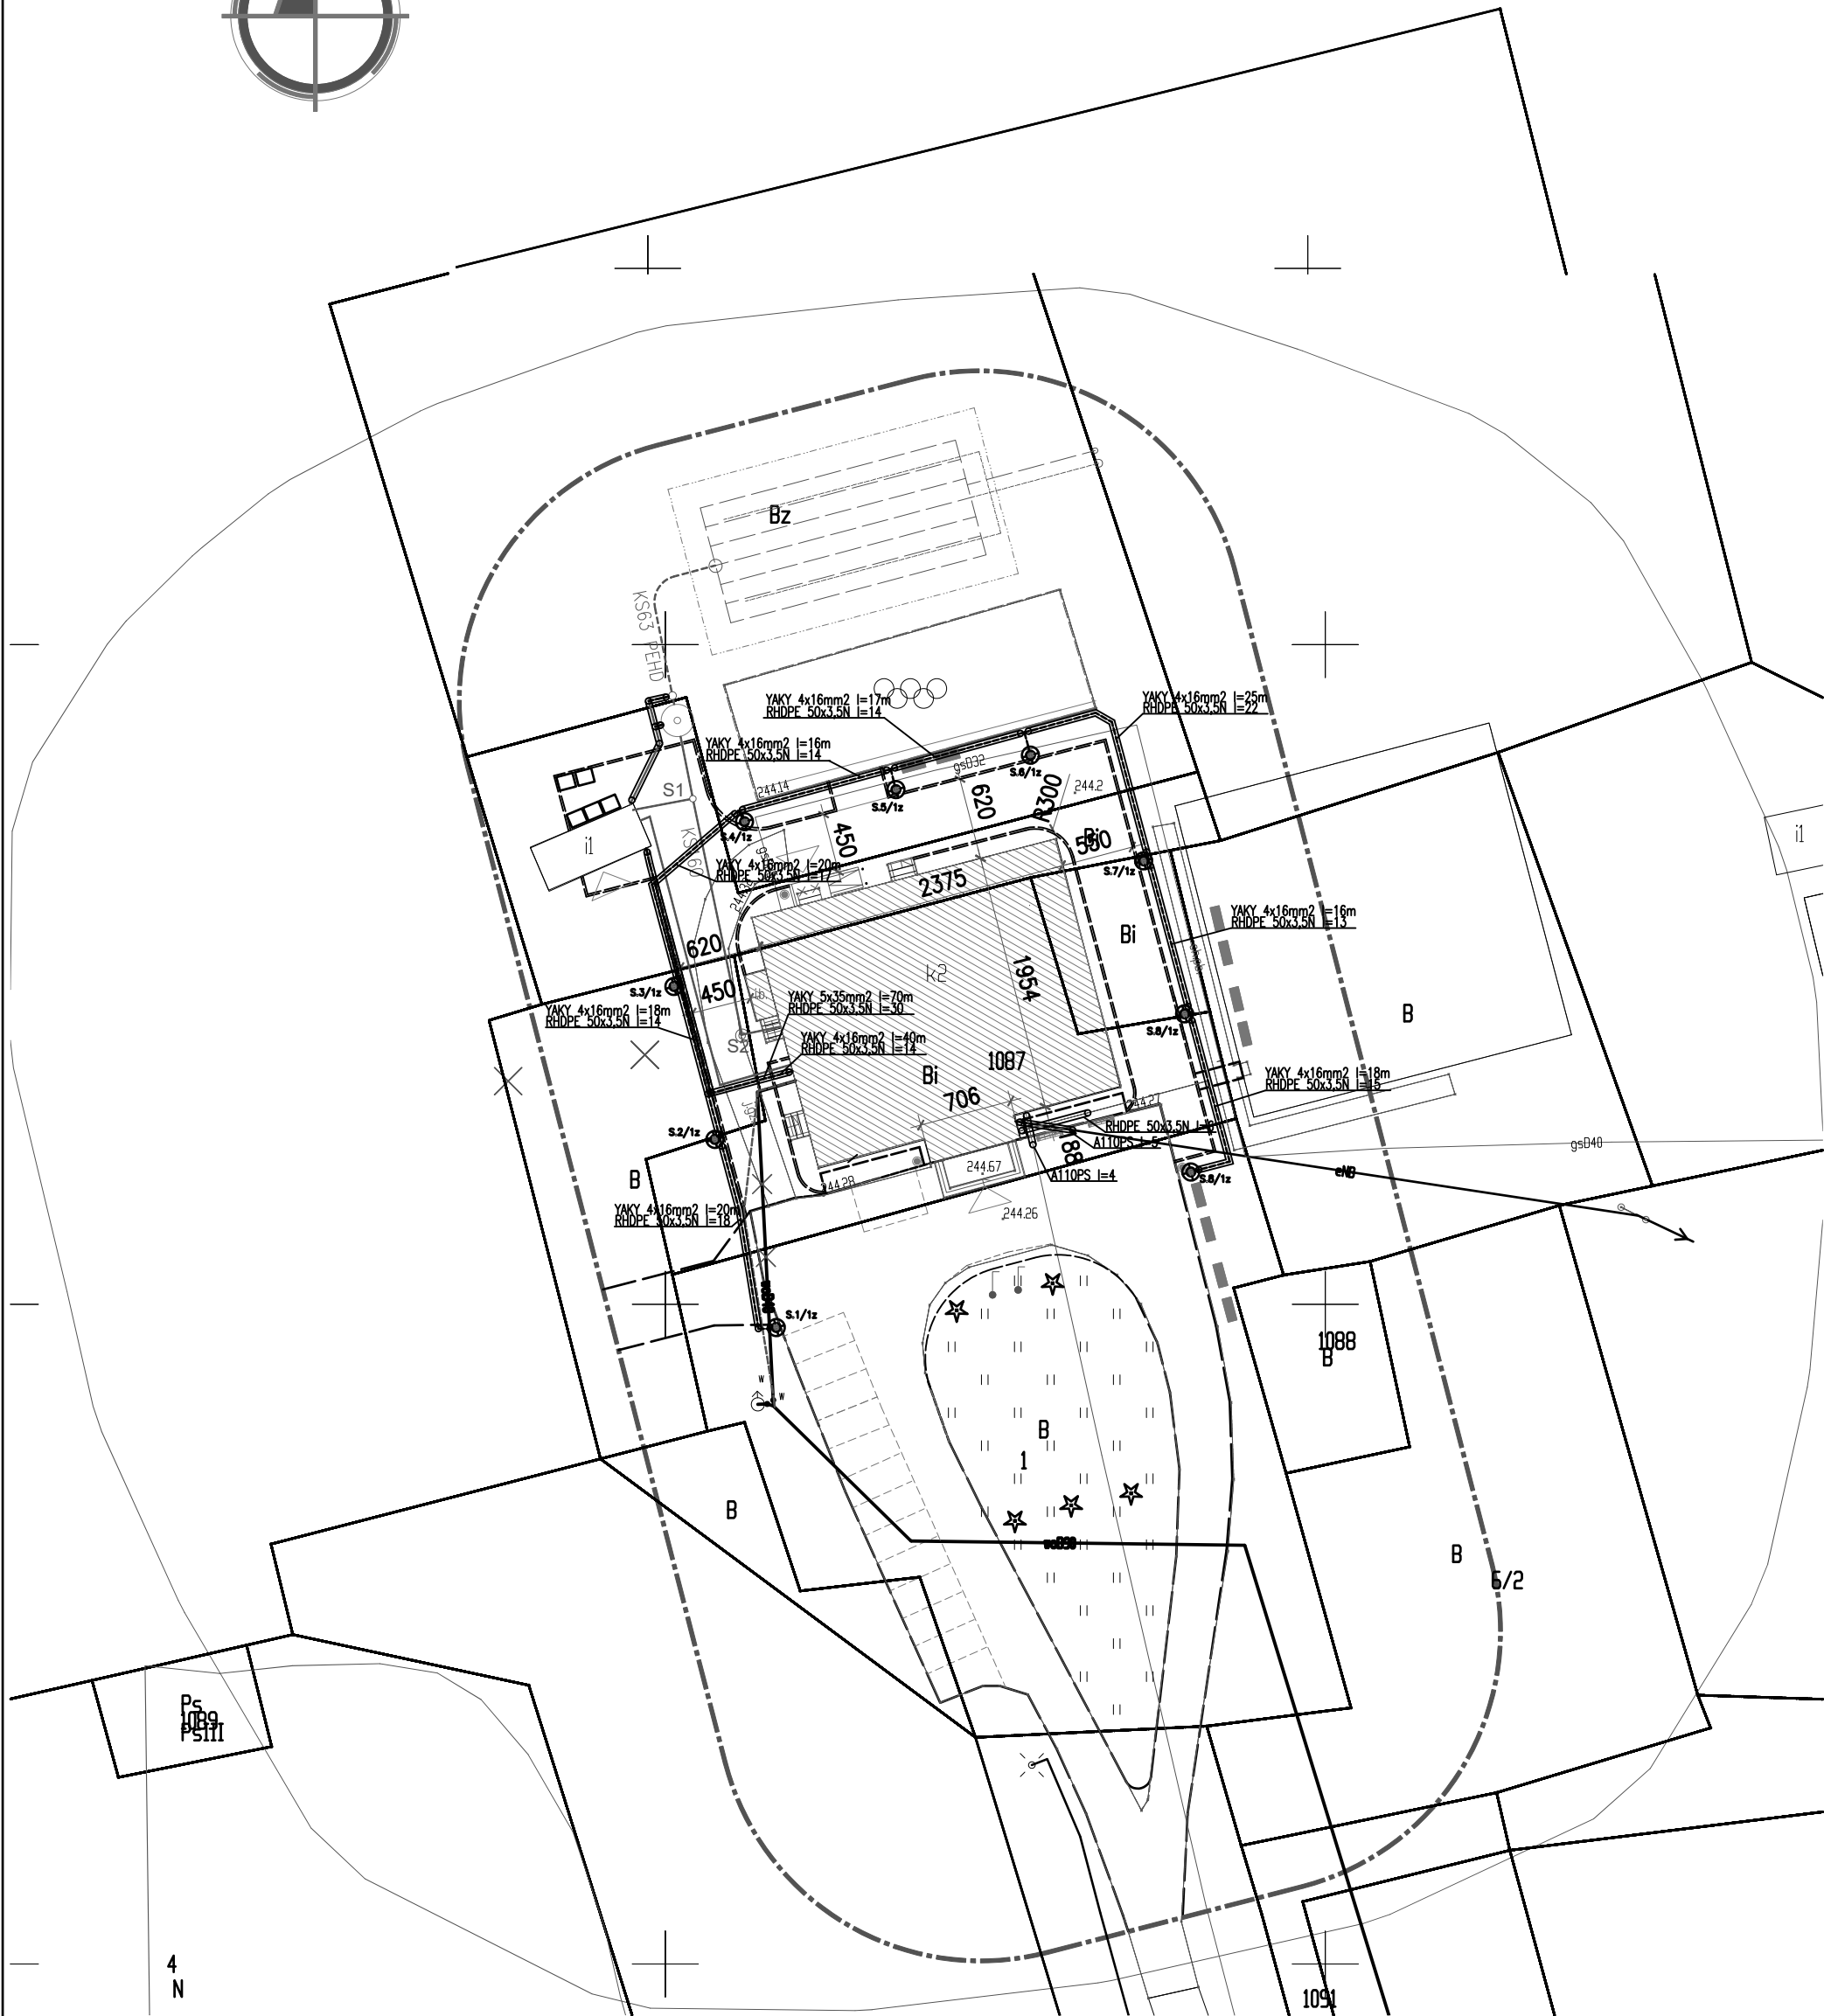 Bz
KS63 PEHD
YAKY 4x16mm2 l=17m
RHDPE 50x3,5N l=14
YAKY 4x16mm2 l=25m
RHDPE 50x3,5N l=22
YAKY 4x16mm2 l=16m
RHDPE 50x3,5N l=14
gsD32
S.6/1z
244.14
S.5/1z
620
R300
244.2
S1
S.4/1z
450
Bi
550
i1
i1
YAKY 4x16mm2 l=20m
RHDPE 50x3,5N l=17
S.7/1z
2375
YAKY 4x16mm2 l=16m
RHDPE 50x3,5N l=13
Bi
620
k2
1954
S.3/1z
450
YAKY 5x35mm2 l=70m
RHDPE 50x3,5N l=30
YAKY 4x16mm2 l=18m
RHDPE 50x3,5N l=14
B
S.8/1z
S2
YAKY 4x16mm2 l=40m
RHDPE 50x3,5N l=14
1087
Bi
YAKY 4x16mm2 l=18m
RHDPE 50x3,5N l=15
706
244.27
S.2/1z
RHDPE 50x3,5N l=8
A110PS l=5
gsD40
244.67
A110PS l=4
eNB
S.8/1z
B
244.28
YAKY 4x16mm2 l=20m
RHDPE 50x3,5N l=18
244.26
S.1/1z
1088
B
w
w
B
1
B
B
6/2
Ps
1089
PsIII
4
N
1091